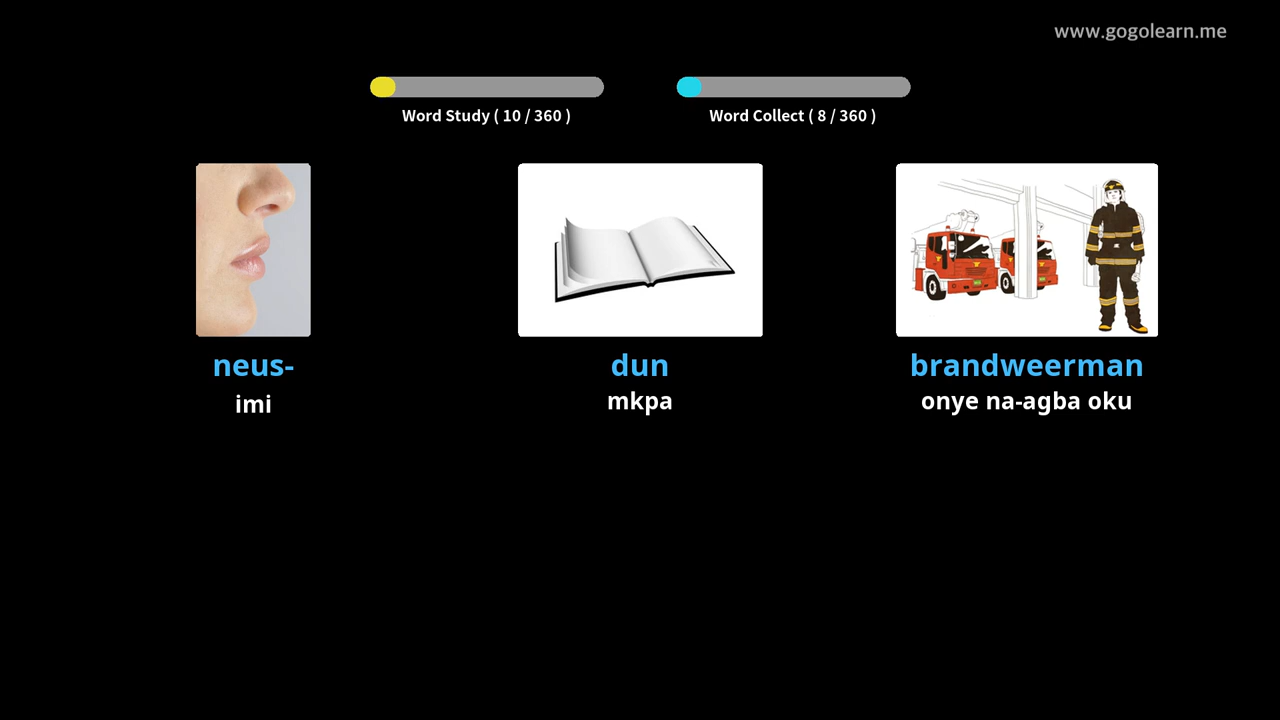 www.gogolearn.me
Word Study ( 10 / 360 )
Word Collect ( 8 / 360 )
neus-
imi
dun
mkpa
brandweerman
onye na-agba oku